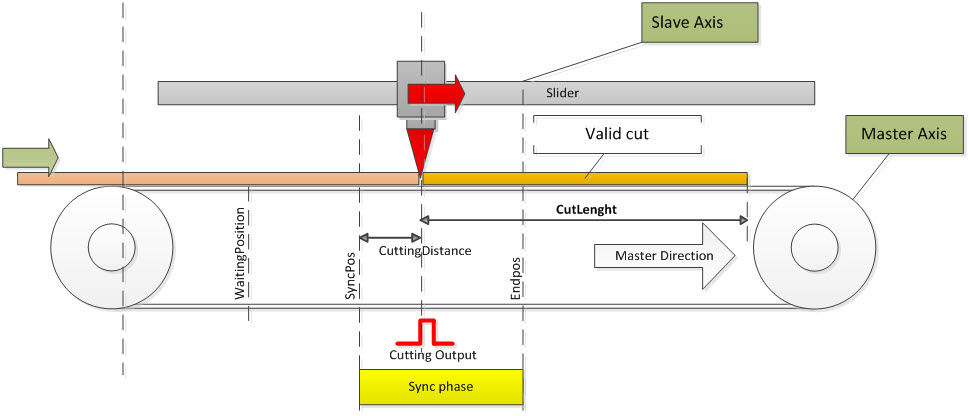 Slave Axis
Slider
Valid cut
Master Axis
CutLenght
WaitingPosition
SyncPos
CuttingDistance
Endpos
Master Direction
Cutting Output
Sync phase